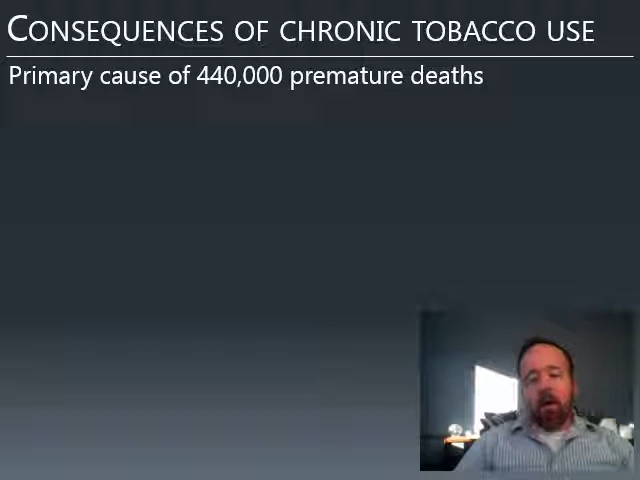 CONSEQUENCES OF CHRONIC TOBACCO USE
Primary cause of 440,000 premature deaths